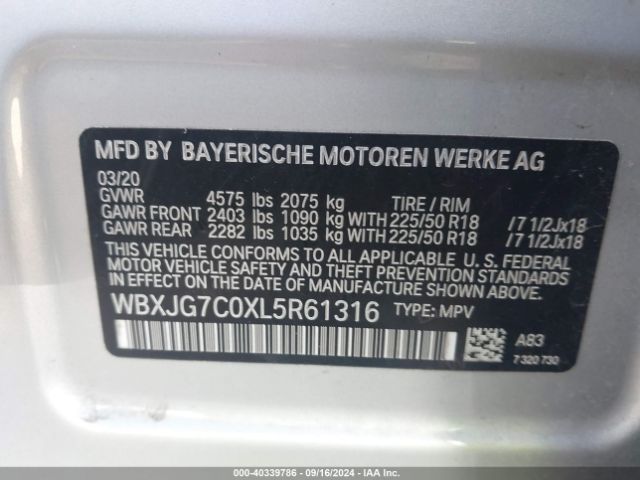 MFD BY BAYERISCHE MOTOREN WERKE AG
03/20
GVWR 4575 lbs 2075 kg TIRE / RIM
GAWR FRONT 2403 lbs 1090 kg WITH 225/50 R18 /7 1/2Jx18
GAWR REAR 2282 lbs 1035 kg WITH 225/50 R18 /7 1/2Jx18
THIS VEHICLE CONFORMS TO ALL APPLICABLE U. S. FEDERAL
MOTOR VEHICLE SAFETY AND THEFT PREVENTION STANDARDS
IN EFFECT ON THE DATE OF MANUFACTURE SHOWN ABOVE.
WBXJG7C0XL5R61316 TYPE: MPV
A83
7 320 730
000-40339786 - 09/16/2024 - IAA Inc.